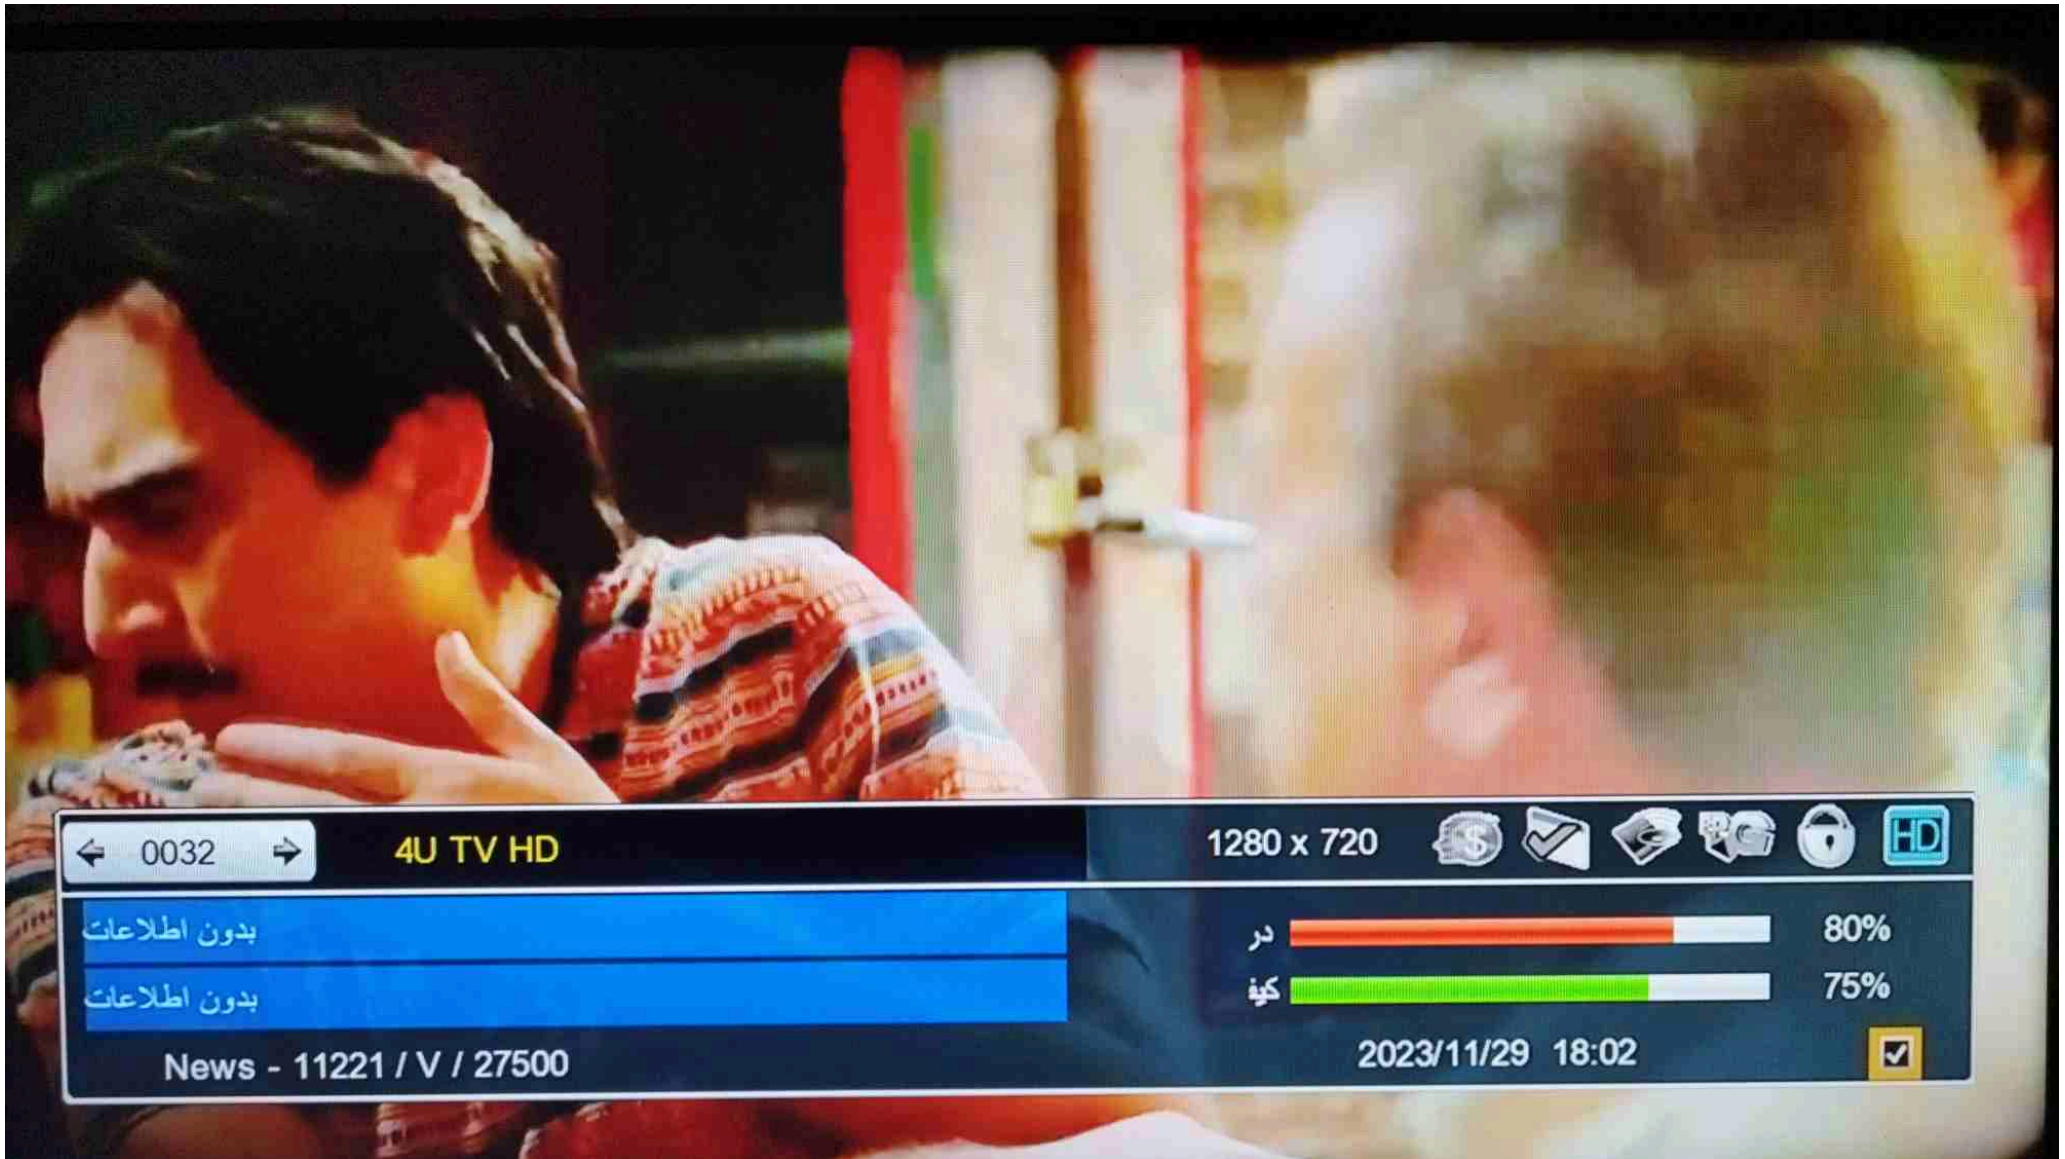 0032
4U TV HD
1280 x 720
HD
بدون اطلاعات
در
80%
بدون اطلاعات
کیف
75%
News - 11221 / V / 27500
2023/11/29 18:02